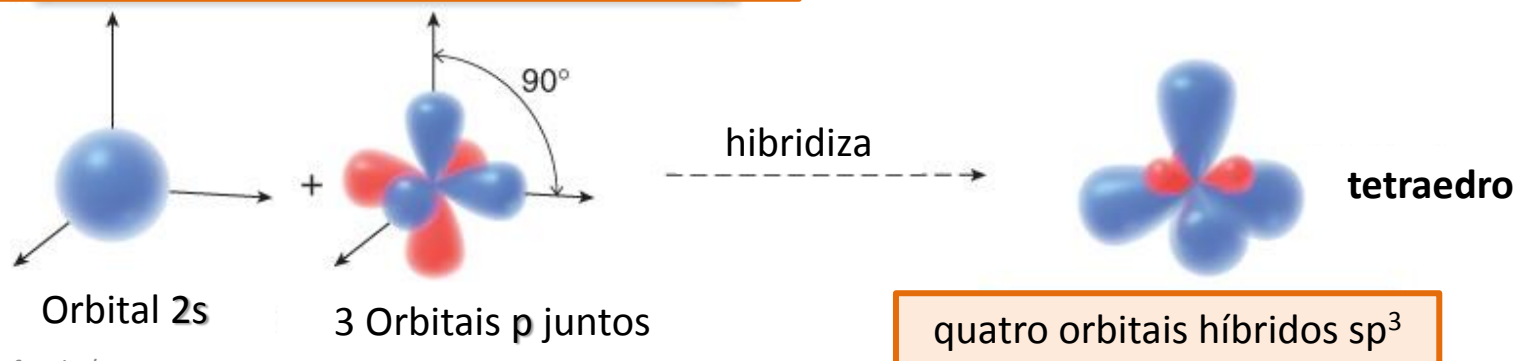 90°
+
hibridiza
tetraedro
Orbital 2s
3 Orbitais p juntos
quatro orbitais híbridos sp³